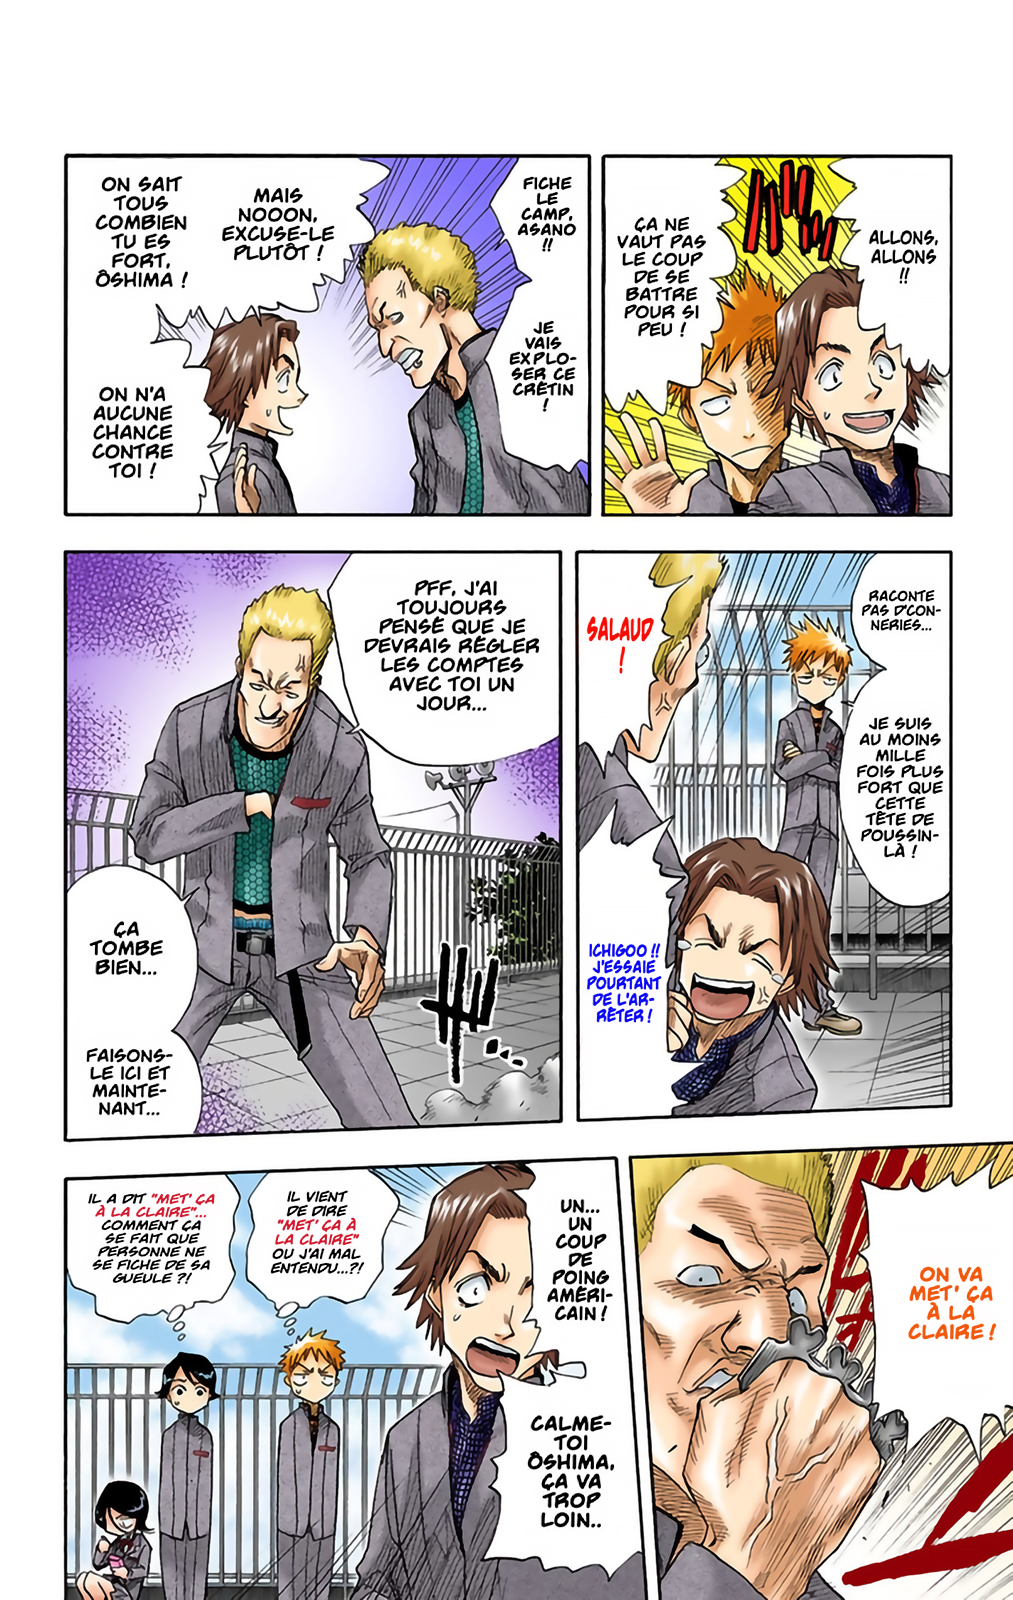 ALLONS,
ALLONS
!!
ÇA NE
VAUT PAS
LE COUP
DE SE
BATTRE
POUR SI
PEU !
FICHE
LE
CAMP,
ASANO
!!
JE
VAIS
EXPLO-
SER CE
CRÉTIN
!
MAIS
NOOON,
EXCUSE-LE
PLUTÔT !
ON SAIT
TOUS
COMBIEN
TU ES
FORT,
ÔSHIMA !
ON N'A
AUCUNE
CHANCE
CONTRE
TOI !
RACONTE
PAS D'CON-
NERIES...
JE SUIS
AU MOINS
MILLE
FOIS PLUS
FORT QUE
CETTE
TÊTE DE
POUSSIN-
LÀ !
SALAUD
!
ICHIGOO !!
J'ESSAIE
POURTANT
DE L'AR-
RÊTER !
PFF, J'AI
TOUJOURS
PENSÉ QUE JE
DEVRAIS RÉGLER
LES COMPTES
AVEC TOI UN
JOUR...
ÇA
TOMBE
BIEN...
FAISONS-
LE ICI ET
MAINTE-
NANT...
ON VA
MET' ÇA
À LA
CLAIRE !
UN...
UN
COUP
DE
POING
AMÉRI-
CAIN !
CALME-
TOI
ÔSHIMA,
ÇA VA
TROP
LOIN..
IL VIENT
DE DIRE
"MET' ÇA À
LA CLAIRE"
OU J'AI MAL
ENTENDU...?!
IL A DIT "MET' ÇA
À LA CLAIRE"...
COMMENT ÇA
SE FAIT QUE
PERSONNE NE
SE FICHE DE SA
GUEULE ?!